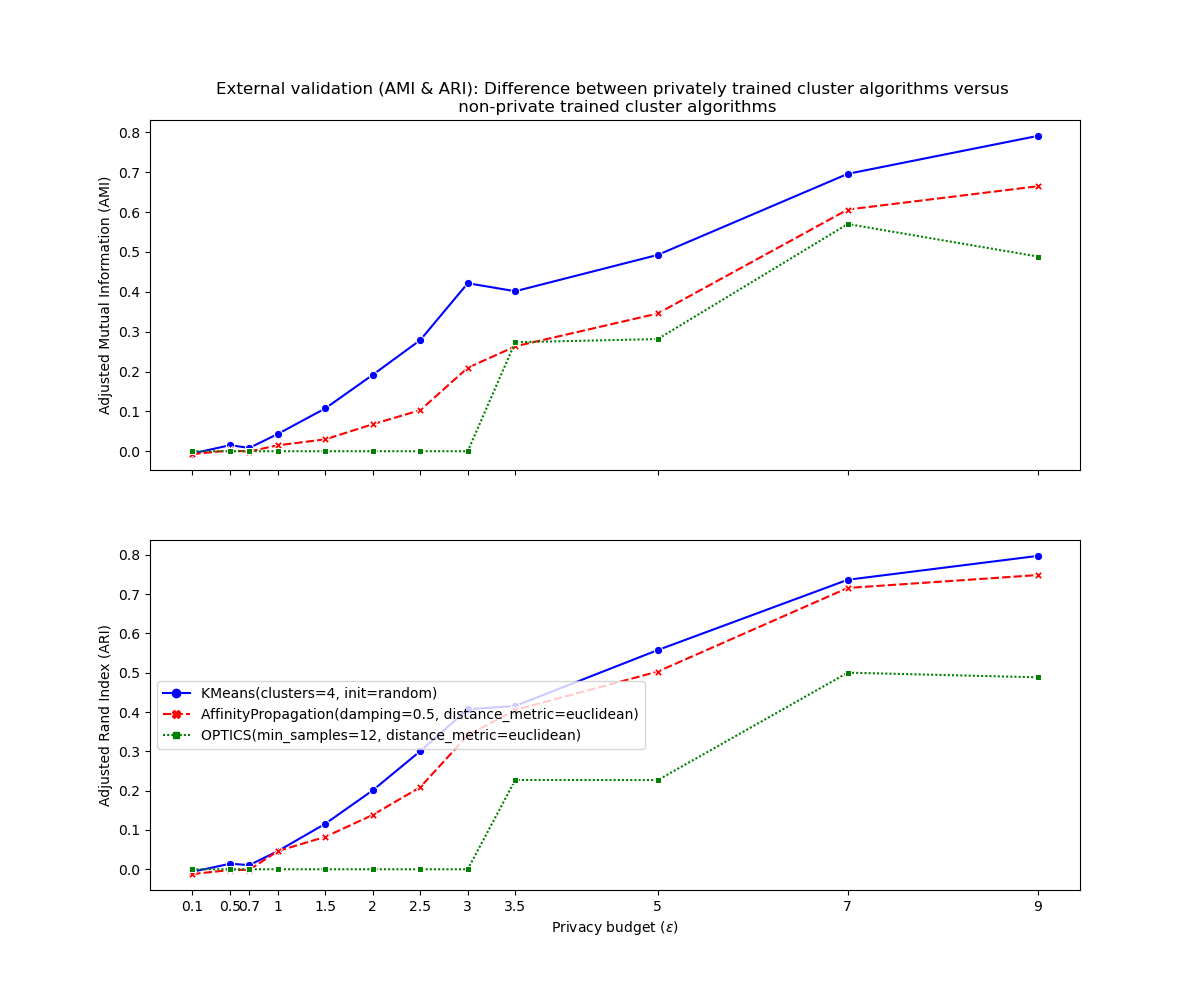 External validation (AMI & ARI): Difference between privately trained cluster algorithms versus
non-private trained cluster algorithms
0.8
0.7
0.6
0.5
0.4
0.3
0.2
0.1
0.0
Adjusted Mutual Information (AMI)
0.8
0.7
0.6
0.5
0.4
0.3
0.2
0.1
0.0
Adjusted Rand Index (ARI)
KMeans(clusters=4, init=random)
AffinityPropagation(damping=0.5, distance_metric=euclidean)
OPTICS(min_samples=12, distance_metric=euclidean)
0.1 0.5 0.7 1 1.5 2 2.5 3 3.5 5 7 9
Privacy budget (ε)